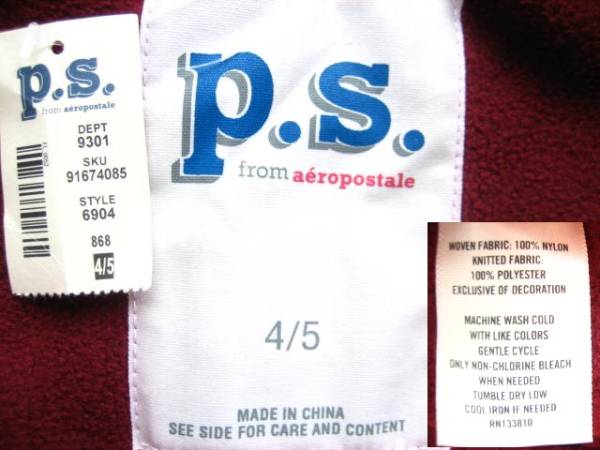 p.s.
from aéropostale
DEPT
9301
SKU
91674085
STYLE
6904
868
4/5
p.s.
from aéropostale
4/5
MADE IN CHINA
SEE SIDE FOR CARE AND CONTENT
WOVEN FABRIC: 100% NYLON
KNITTED FABRIC:
100% POLYESTER
EXCLUSIVE OF DECORATION
MACHINE WASH COLD
WITH LIKE COLORS
GENTLE CYCLE
ONLY NON-CHLORINE BLEACH
WHEN NEEDED
TUMBLE DRY LOW
COOL IRON IF NEEDED
RN133810